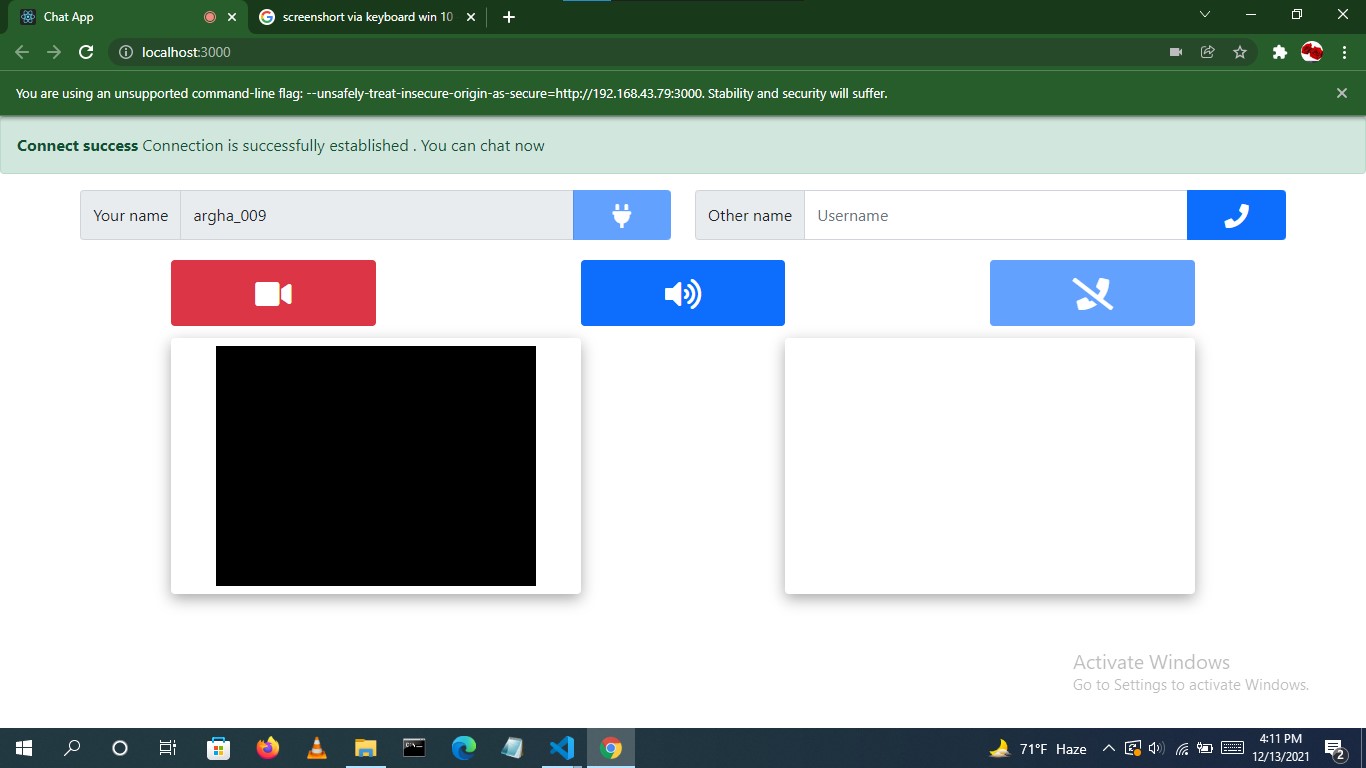 Chat App
screenshort via keyboard win 10
localhost:3000
You are using an unsupported command-line flag: --unsafely-treat-insecure-origin-as-secure=http://192.168.43.79:3000. Stability and security will suffer.
Connect success Connection is successfully established . You can chat now
Your name argha_009 Other name Username
Activate Windows
Go to Settings to activate Windows.
71°F Haze
4:11 PM
12/13/2021
2